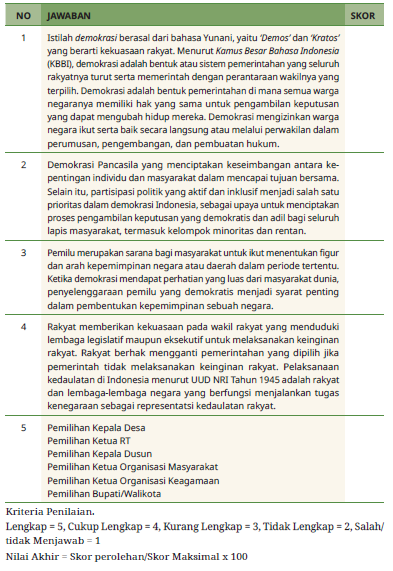 NO JAWABAN SKOR
1 Istilah demokrasi berasal dari bahasa Yunani, yaitu ‘Demos’ dan ‘Kratos’
yang berarti kekuasaan rakyat. Menurut Kamus Besar Bahasa Indonesia
(KBBI), demokrasi adalah bentuk atau sistem pemerintahan yang seluruh
rakyatnya turut serta memerintah dengan perantaraan wakilnya yang
terpilih. Demokrasi adalah bentuk pemerintahan di mana semua warga
negaranya memiliki hak yang sama untuk pengambilan keputusan
yang dapat mengubah hidup mereka. Demokrasi mengizinkan warga
negara ikut serta baik secara langsung atau melalui perwakilan dalam
perumusan, pengembangan, dan pembuatan hukum.
2 Demokrasi Pancasila yang menciptakan keseimbangan antara ke-
pentingan individu dan masyarakat dalam mencapai tujuan bersama.
Selain itu, partisipasi politik yang aktif dan inklusif menjadi salah satu
prioritas dalam demokrasi Indonesia, sebagai upaya untuk menciptakan
proses pengambilan keputusan yang demokratis dan adil bagi seluruh
lapis masyarakat, termasuk kelompok minoritas dan rentan.
3 Pemilu merupakan sarana bagi masyarakat untuk ikut menentukan figur
dan arah kepemimpinan negara atau daerah dalam periode tertentu.
Ketika demokrasi mendapat perhatian yang luas dari masyarakat dunia,
penyelenggaraan pemilu yang demokratis menjadi syarat penting
dalam pembentukan kepemimpinan sebuah negara.
4 Rakyat memberikan kekuasaan pada wakil rakyat yang menduduki
lembaga legislatif maupun eksekutif untuk melaksanakan keinginan
rakyat. Rakyat berhak mengganti pemerintahan yang dipilih jika
pemerintah tidak melaksanakan keinginan rakyat. Pelaksanaan
kedaulatan di Indonesia menurut UUD NRI Tahun 1945 adalah rakyat
dan lembaga-lembaga negara yang berfungsi menjalankan tugas
kenegaraan sebagai representatsi kedaulatan rakyat.
5 Pemilihan Kepala Desa
Pemilihan Ketua RT
Pemilihan Kepala Dusun
Pemilihan Ketua Organisasi Masyarakat
Pemilihan Ketua Organisasi Keagamaan
Pemilihan Bupati/Walikota
Kriteria Penilaian.
Lengkap = 5, Cukup Lengkap = 4, Kurang Lengkap = 3, Tidak Lengkap = 2, Salah/
tidak Menjawab = 1
Nilai Akhir = Skor perolehan/Skor Maksimal x 100